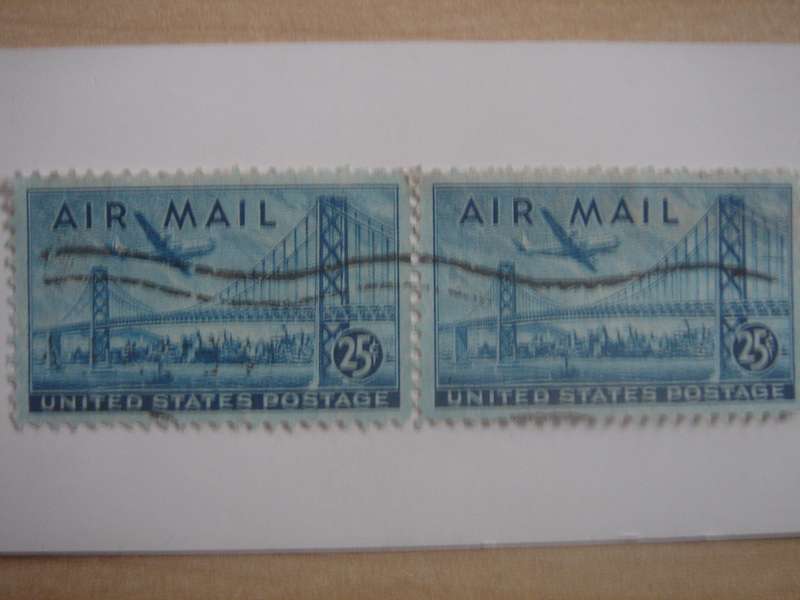 AIR MAIL
25¢
UNITED STATES POSTAGE
AIR MAIL
25¢
UNITED STATES POSTAGE